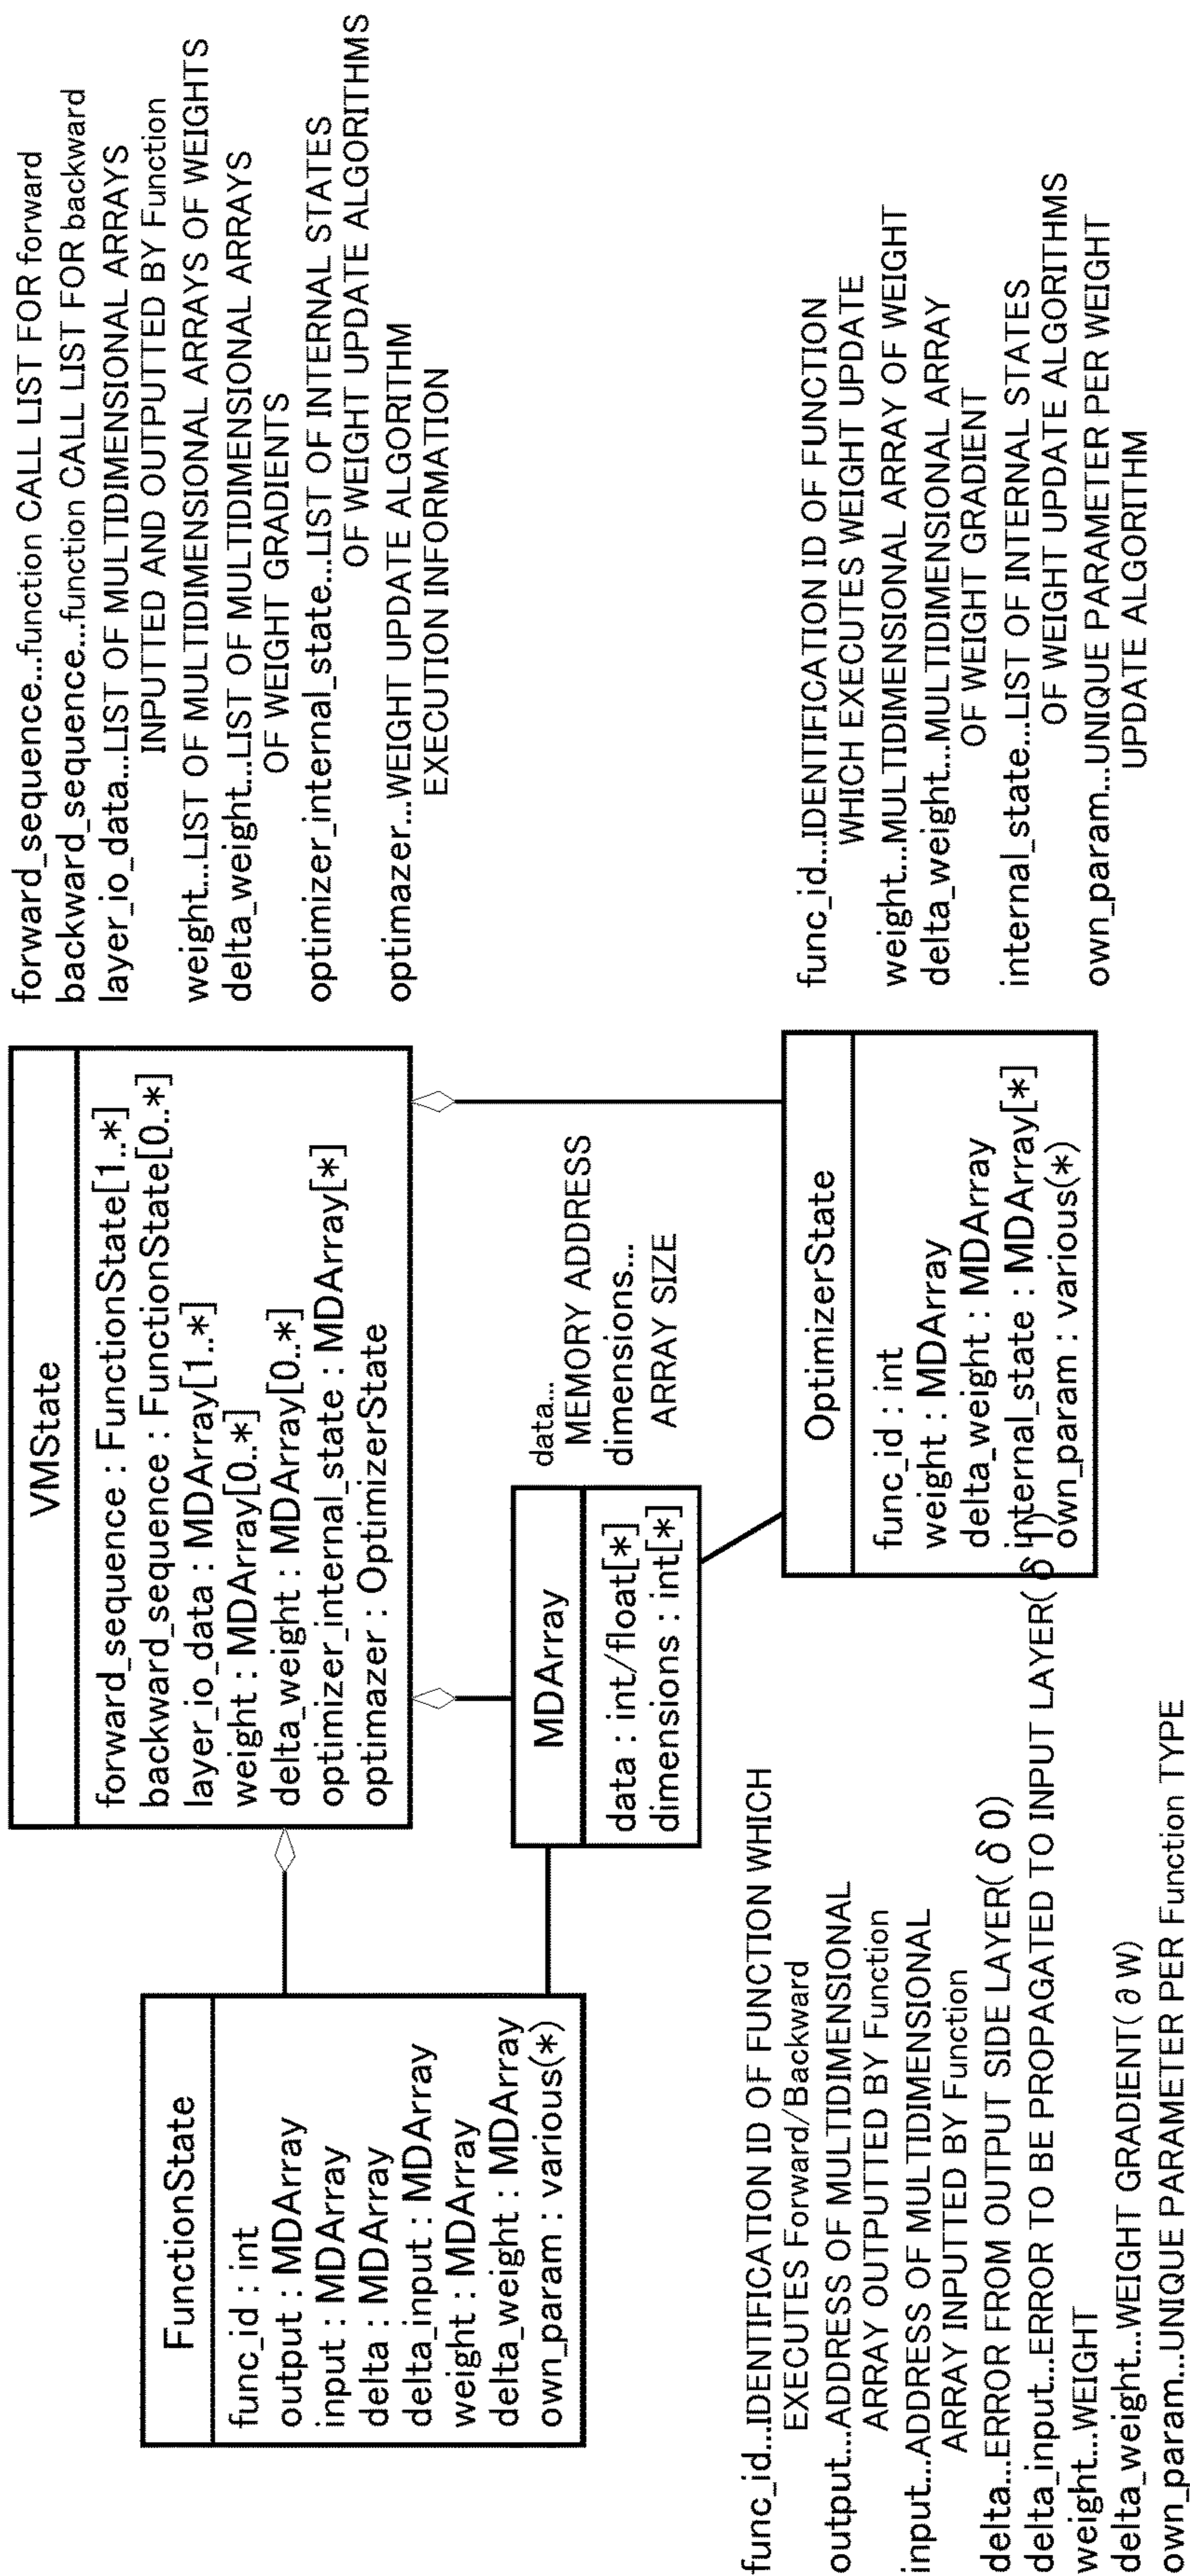 FunctionState
func_id : int
output : MDArray
input : MDArray
delta : MDArray
delta_input : MDArray
weight : MDArray
delta_weight : MDArray
own_param : various(*)
func_id...IDENTIFICATION ID OF FUNCTION WHICH
EXECUTES Forward/Backward
output...ADDRESS OF MULTIDIMENSIONAL
ARRAY OUTPUTTED BY Function
input...ADDRESS OF MULTIDIMENSIONAL
ARRAY INPUTTED BY Function
delta...ERROR FROM OUTPUT SIDE LAYER(δ0)
delta_input...ERROR TO BE PROPAGATED TO INPUT LAYER(δ1)
weight...WEIGHT
delta_weight...WEIGHT GRADIENT(∂W)
own_param...UNIQUE PARAMETER PER Function TYPE
VMState
forward_sequence : FunctionState[1..*]
backward_sequence : FunctionState[0..*]
layer_io_data : MDArray[1..*]
weight : MDArray[0..*]
delta_weight : MDArray[0..*]
optimizer_internal_state : MDArray[*]
optimazer : OptimizerState
MDArray
data : int/float[*]
dimensions : int[*]
data...
MEMORY ADDRESS
dimensions...
ARRAY SIZE
OptimizerState
func_id : int
weight : MDArray
delta_weight : MDArray
internal_state : MDArray[*]
own_param : various(*)
forward_sequence...function CALL LIST FOR forward
backward_sequence...function CALL LIST FOR backward
layer_io_data...LIST OF MULTIDIMENSIONAL ARRAYS
INPUTTED AND OUTPUTTED BY Function
weight...LIST OF MULTIDIMENSIONAL ARRAYS OF WEIGHTS
delta_weight...LIST OF MULTIDIMENSIONAL ARRAYS
OF WEIGHT GRADIENTS
optimizer_internal_state...LIST OF INTERNAL STATES
OF WEIGHT UPDATE ALGORITHMS
optimazer...WEIGHT UPDATE ALGORITHM
EXECUTION INFORMATION
func_id...IDENTIFICATION ID OF FUNCTION
WHICH EXECUTES WEIGHT UPDATE
weight...MULTIDIMENSIONAL ARRAY OF WEIGHT
delta_weight...MULTIDIMENSIONAL ARRAY
OF WEIGHT GRADIENT
internal_state...LIST OF INTERNAL STATES
OF WEIGHT UPDATE ALGORITHMS
own_param...UNIQUE PARAMETER PER WEIGHT
UPDATE ALGORITHM